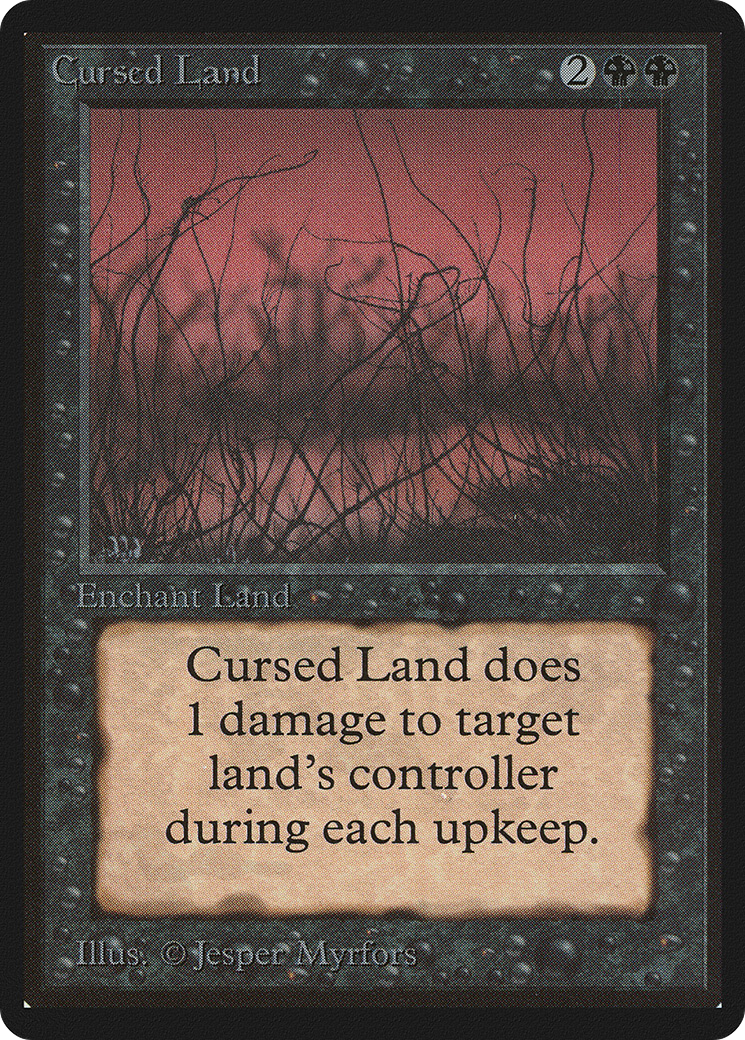 Cursed Land 2
Enchant Land
Cursed Land does
1 damage to target
land's controller
during each upkeep.
Illus. © Jesper Myrfors